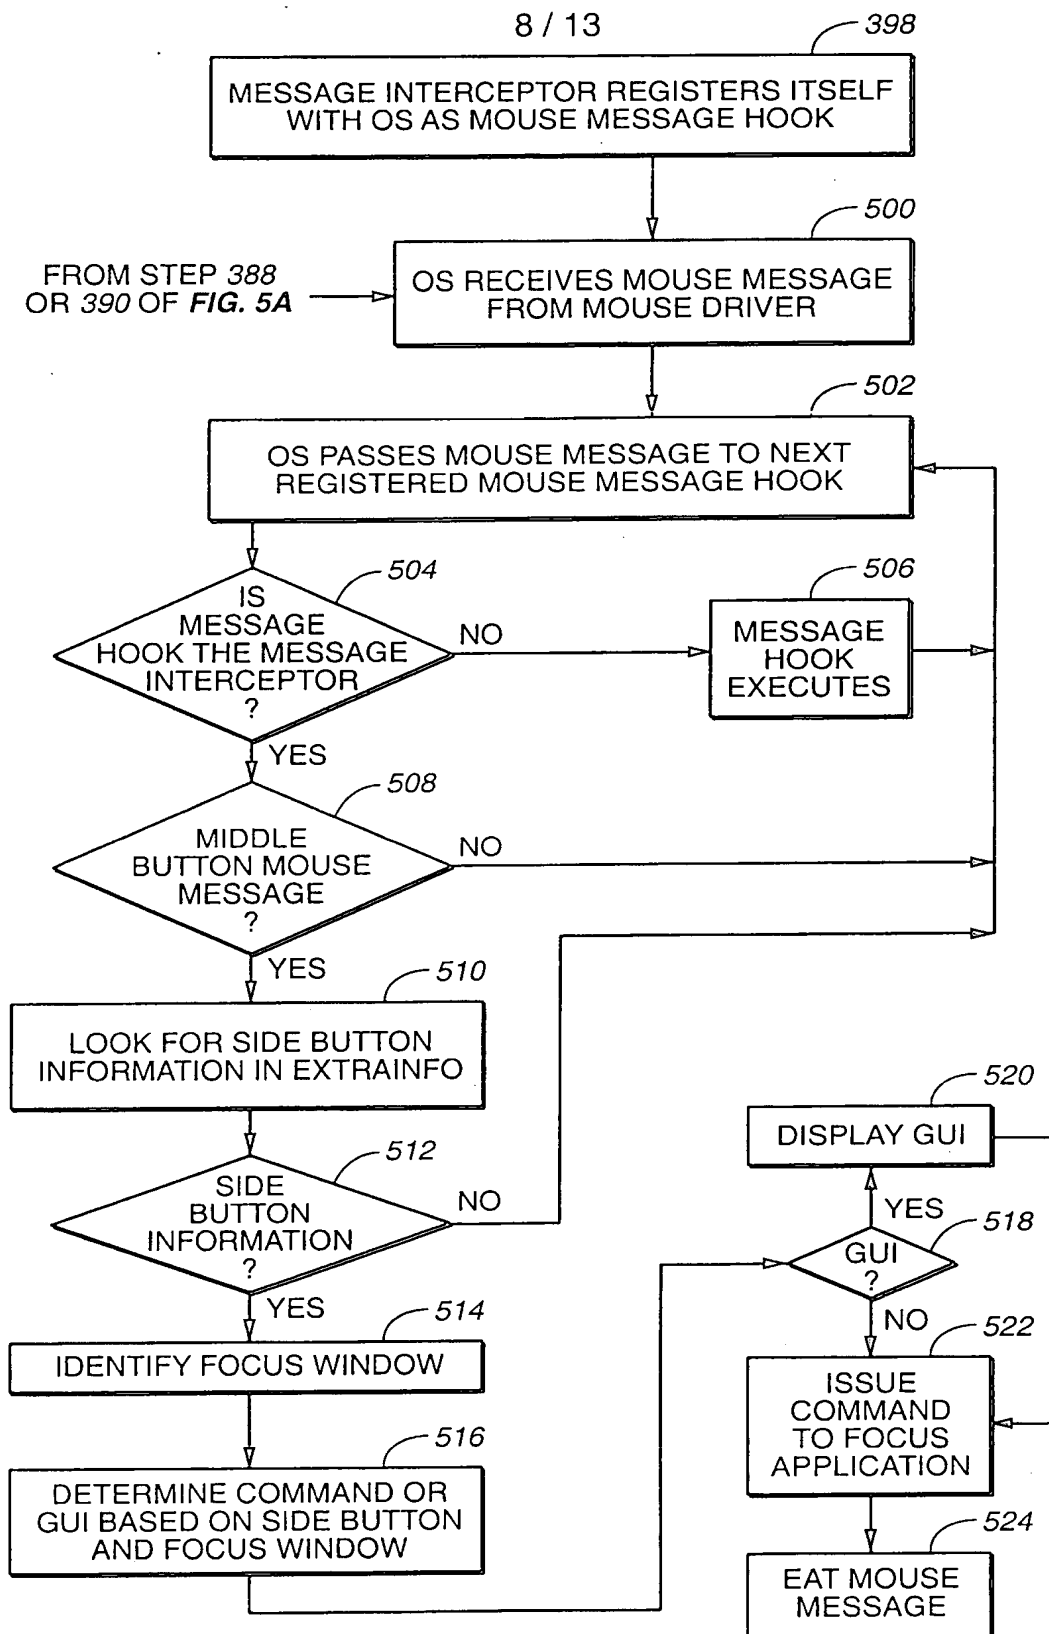 8 / 13
398
MESSAGE INTERCEPTOR REGISTERS ITSELF
WITH OS AS MOUSE MESSAGE HOOK
500
FROM STEP 388
OR 390 OF FIG. 5A
OS RECEIVES MOUSE MESSAGE
FROM MOUSE DRIVER
502
OS PASSES MOUSE MESSAGE TO NEXT
REGISTERED MOUSE MESSAGE HOOK
504
IS
MESSAGE
HOOK THE MESSAGE
INTERCEPTOR
?
NO
506
MESSAGE
HOOK
EXECUTES
YES
508
MIDDLE
BUTTON MOUSE
MESSAGE
?
NO
YES
510
LOOK FOR SIDE BUTTON
INFORMATION IN EXTRAINFO
512
SIDE
BUTTON
INFORMATION
?
NO
YES
514
IDENTIFY FOCUS WINDOW
516
DETERMINE COMMAND OR
GUI BASED ON SIDE BUTTON
AND FOCUS WINDOW
520
DISPLAY GUI
YES
518
GUI
?
NO
522
ISSUE
COMMAND
TO FOCUS
APPLICATION
524
EAT MOUSE
MESSAGE